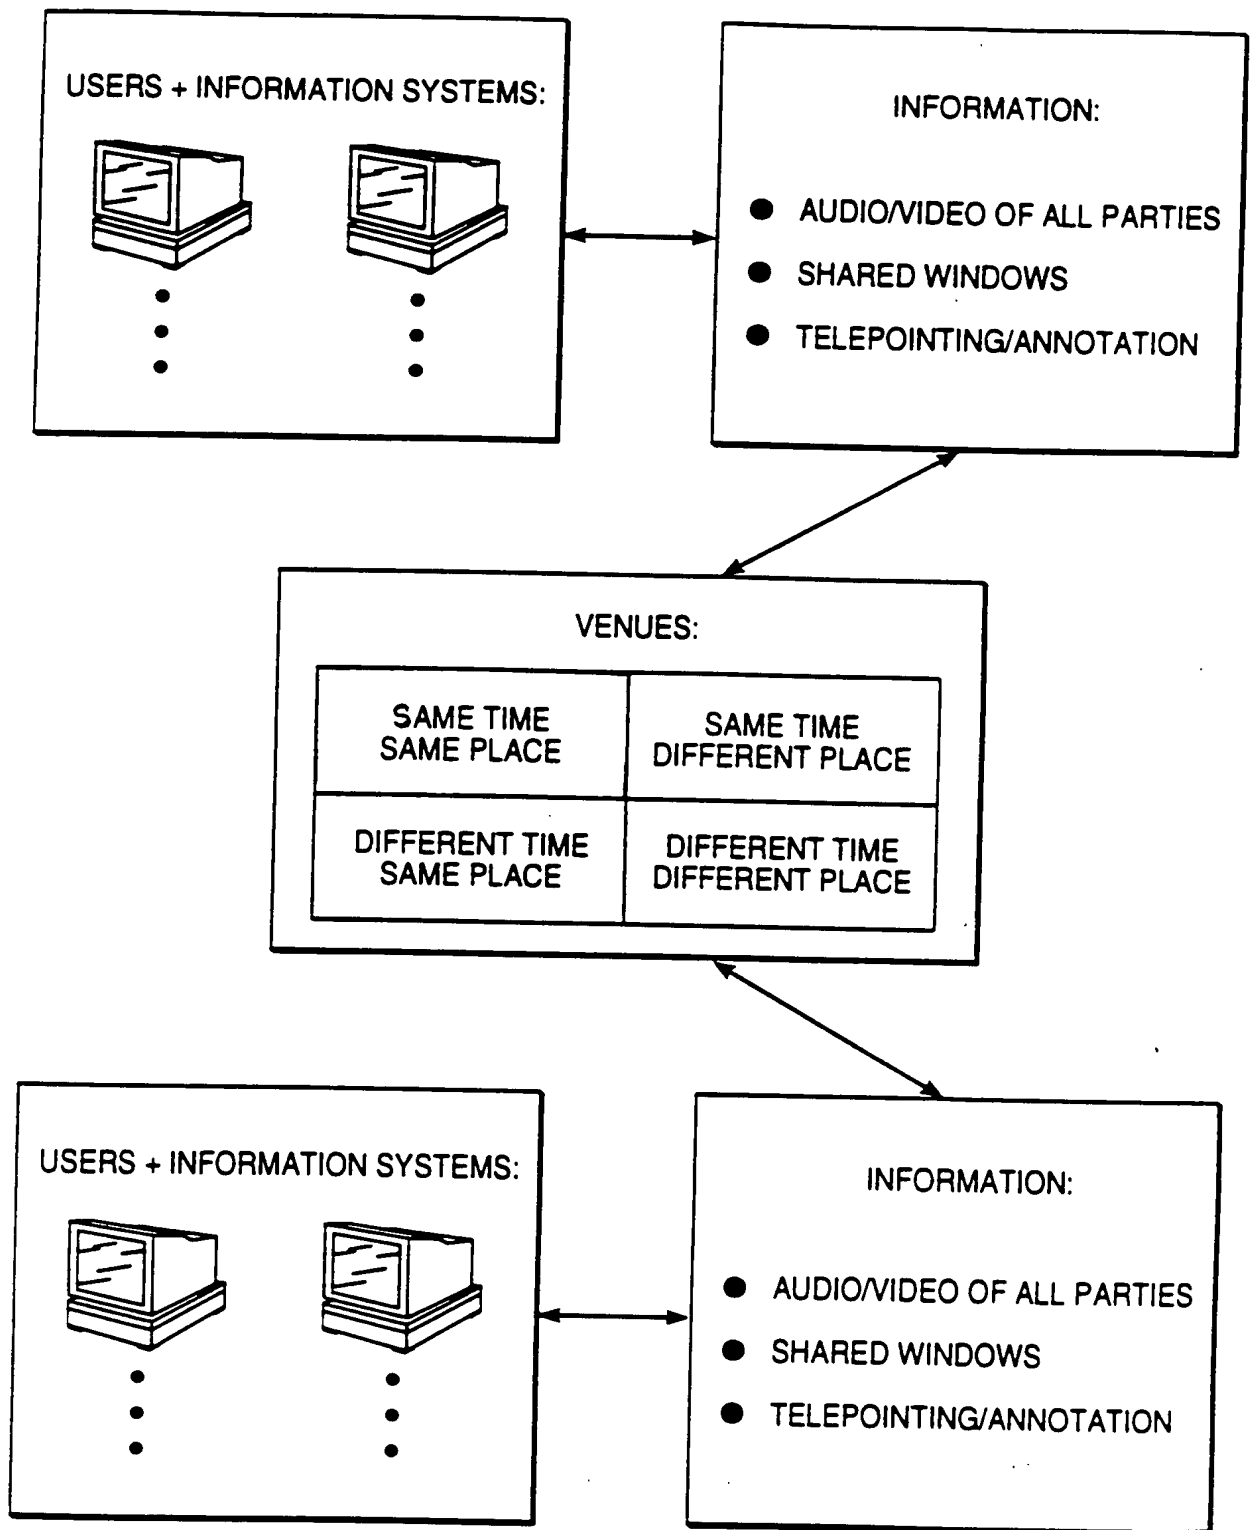 USERS + INFORMATION SYSTEMS:
INFORMATION:
● AUDIO/VIDEO OF ALL PARTIES
● SHARED WINDOWS
● TELEPOINTING/ANNOTATION
VENUES:
SAME TIME
SAME PLACE
SAME TIME
DIFFERENT PLACE
DIFFERENT TIME
SAME PLACE
DIFFERENT TIME
DIFFERENT PLACE
USERS + INFORMATION SYSTEMS:
INFORMATION:
● AUDIO/VIDEO OF ALL PARTIES
● SHARED WINDOWS
● TELEPOINTING/ANNOTATION